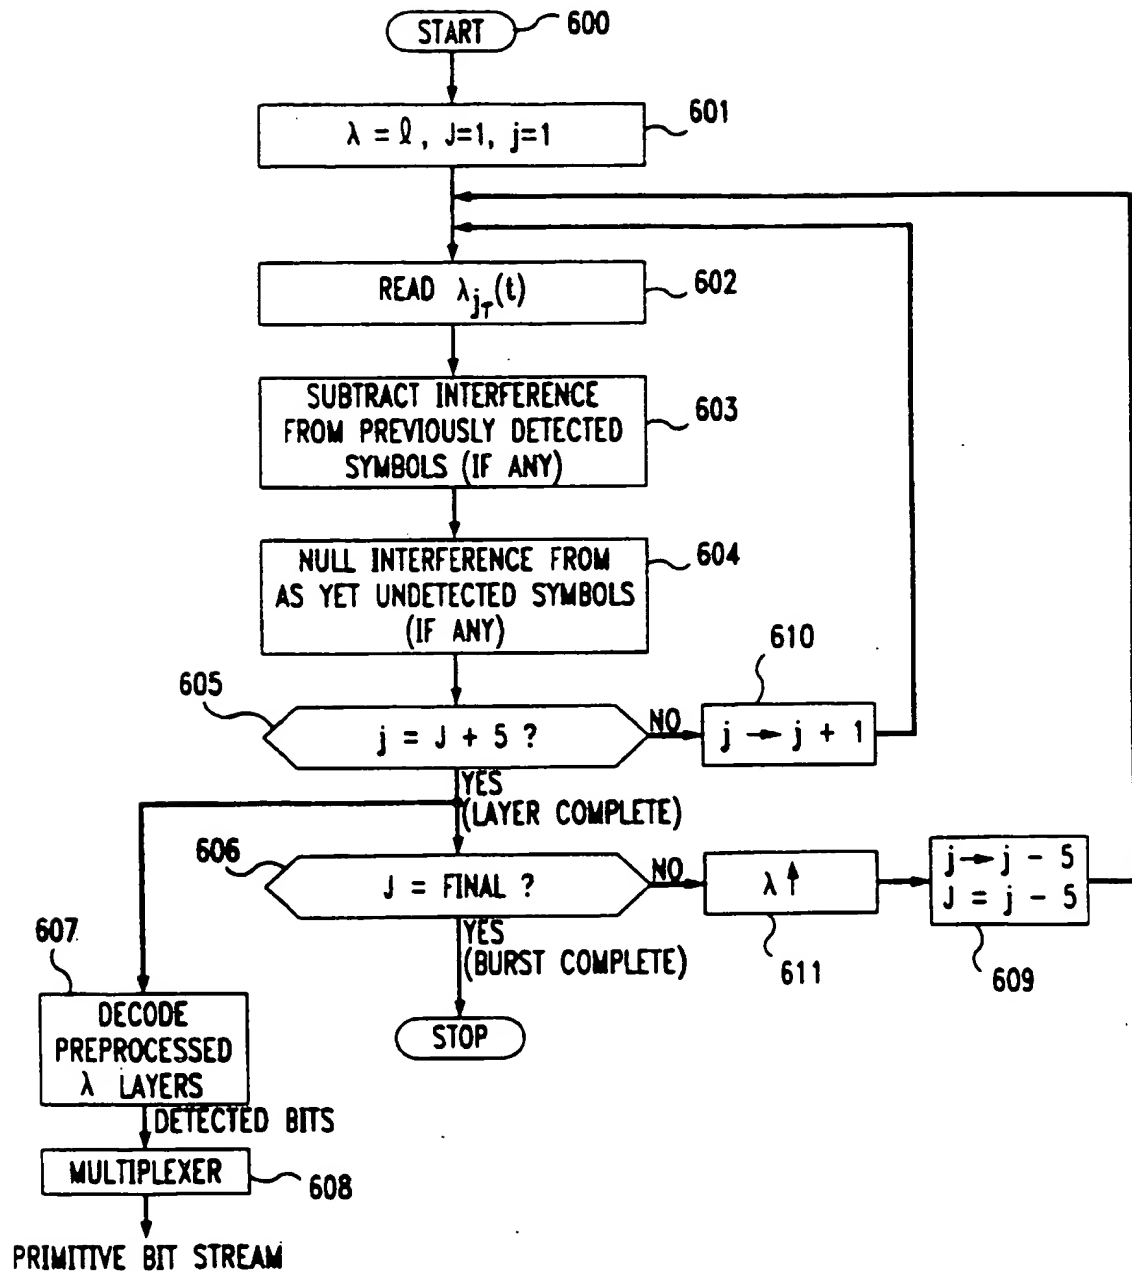 START
600
λ = ℓ, J=1, j=1
601
READ λjτ(t)
602
SUBTRACT INTERFERENCE
FROM PREVIOUSLY DETECTED
SYMBOLS (IF ANY)
603
NULL INTERFERENCE FROM
AS YET UNDETECTED SYMBOLS
(IF ANY)
604
605
j = J + 5 ?
NO
610
j → j + 1
YES
(LAYER COMPLETE)
606
J = FINAL ?
NO
λ ↑
611
j → j - 5
J = j - 5
609
YES
(BURST COMPLETE)
STOP
607
DECODE
PREPROCESSED
λ LAYERS
DETECTED BITS
MULTIPLEXER
608
PRIMITIVE BIT STREAM